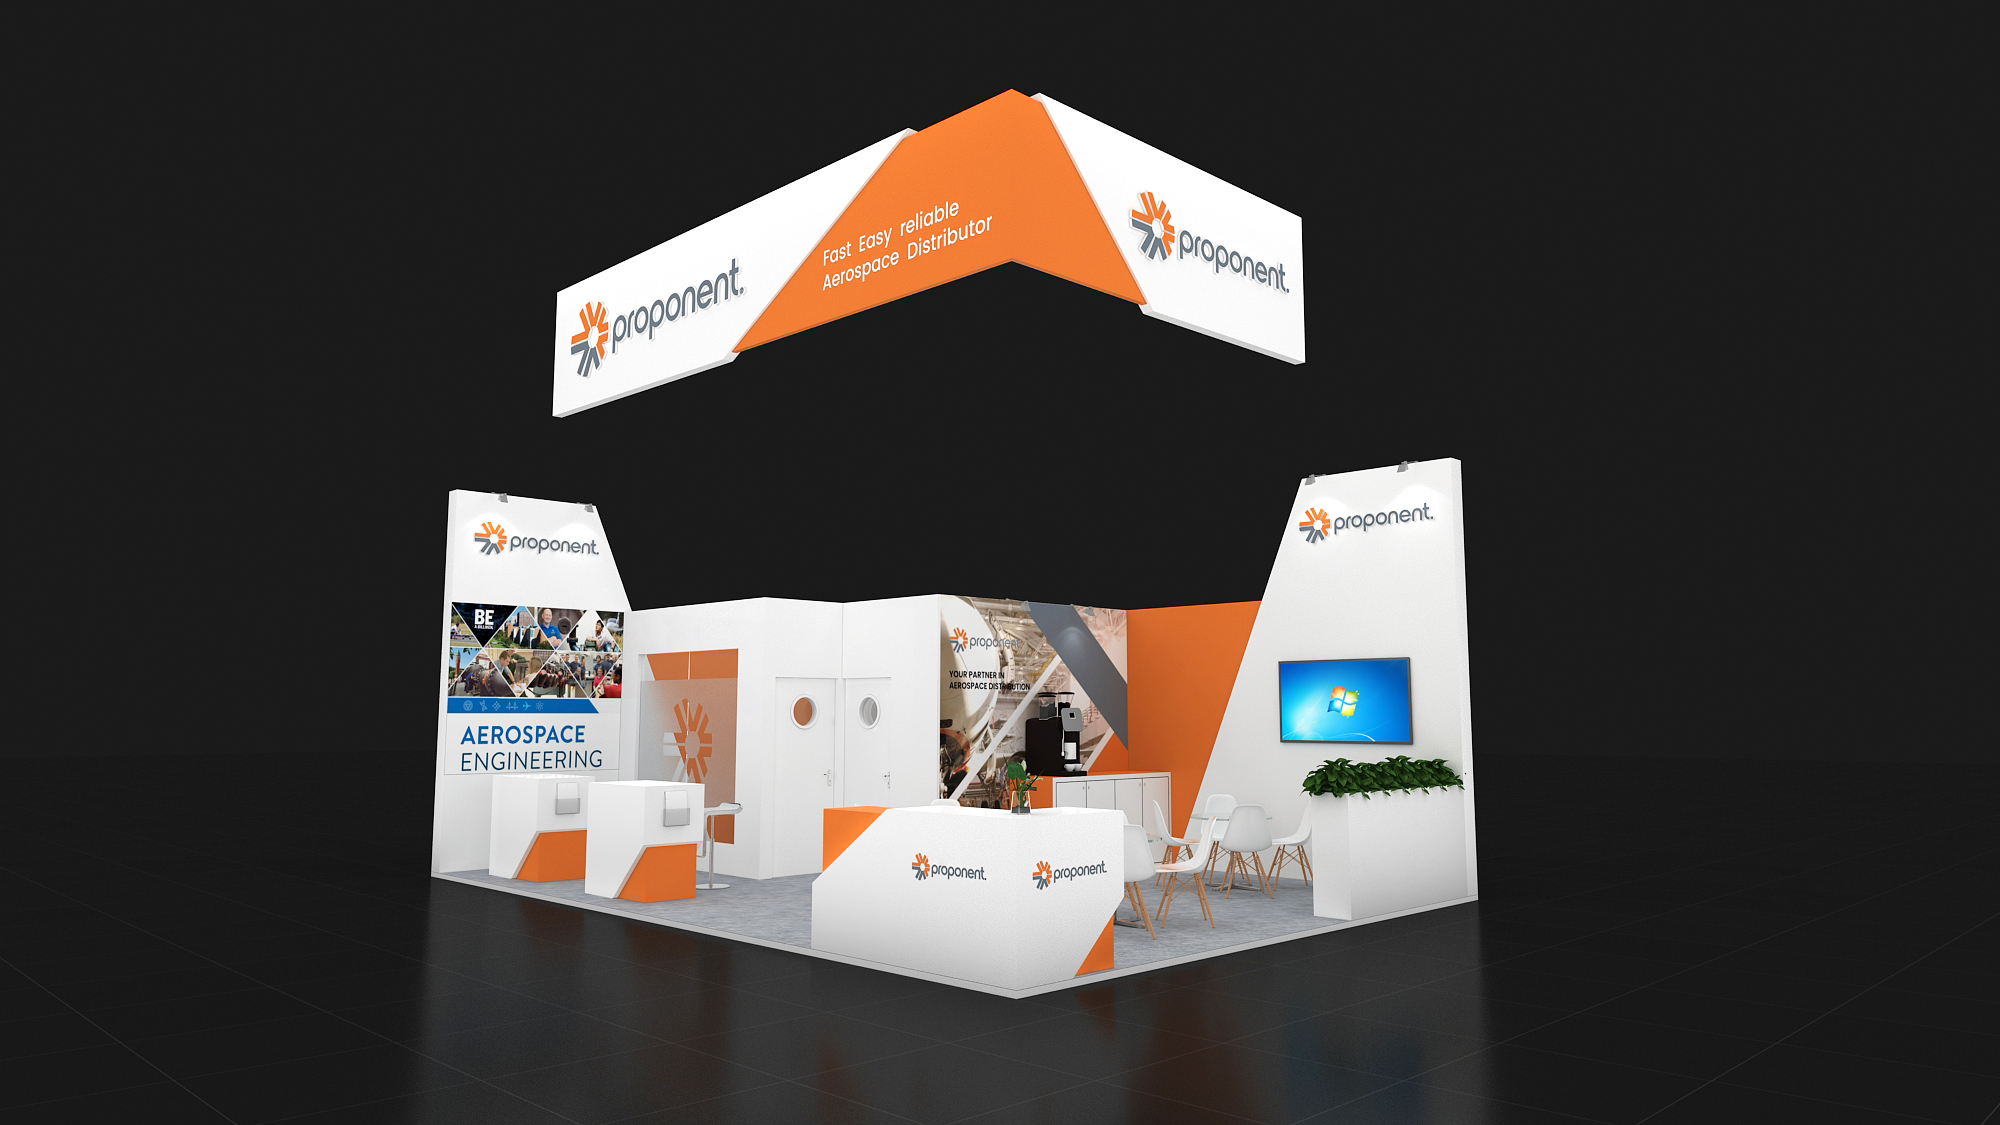 proponent.
Fast Easy reliable
Aerospace Distributor
proponent.
proponent.
BE
AEROSPACE
ENGINEERING
proponent.
YOUR PARTNER IN
AEROSPACE DISTRIBUTION
proponent.
proponent.
proponent.